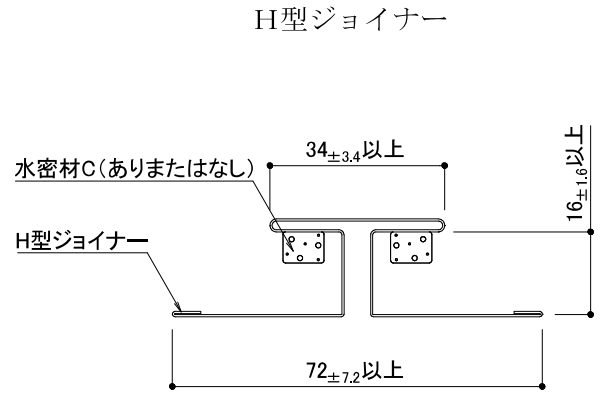 H型ジョイナー
34±3.4以上
水密材C(ありまたはなし)
16±1.6以上
H型ジョイナー
72±7.2以上